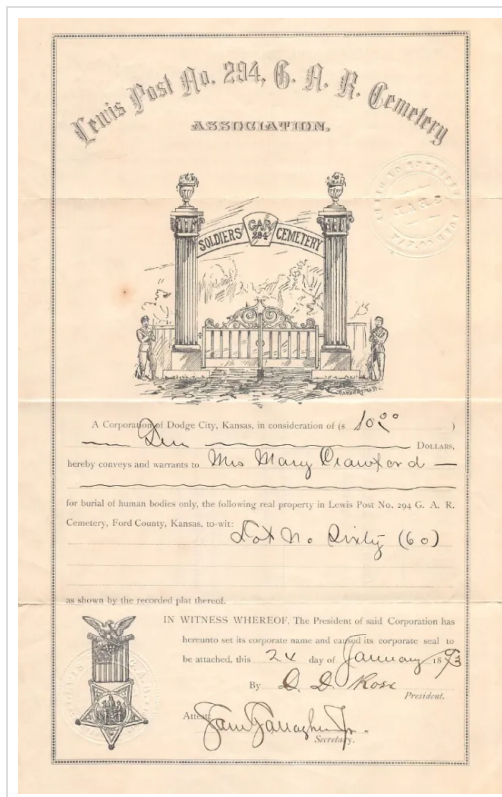 Lewis Post No. 294, G. A. R. Cemetery
ASSOCIATION.
SOLDIERS' G.A.R. 294 CEMETERY
A Corporation of Dodge City, Kansas, in consideration of ($ 10.00 )
Ten DOLLARS,
hereby conveys and warrants to Mrs Mary Crawford
for burial of human bodies only, the following real property in Lewis Post No. 294 G. A. R.
Cemetery, Ford County, Kansas, to-wit:
Lot No Sixty (60)
as shown by the recorded plat thereof.
IN WITNESS WHEREOF, The President of said Corporation has
hereunto set its corporate name and caused its corporate seal to
be attached, this 24 day of January 1893
By Rose
President.
Attest Sam Gallagher Jr.
Secretary.